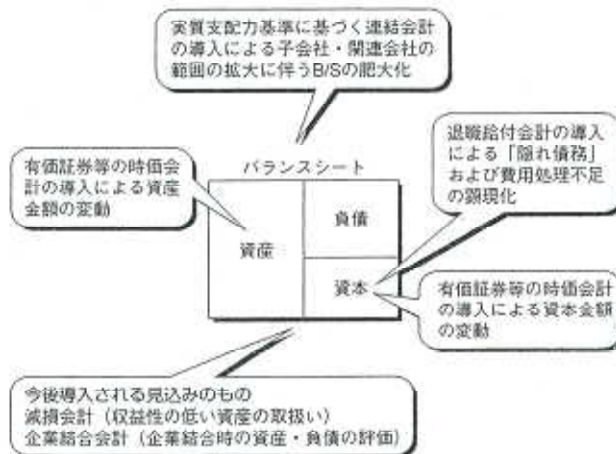 実質支配力基準に基づく連結会計
の導入による子会社・関連会社の
範囲の拡大に伴うB/Sの肥大化
有価証券等の時価会
計の導入による資産
金額の変動
バランスシート
資産
負債
資本
退職給付会計の導入
による「隠れ債務」
および費用処理不足
の顕現化
有価証券等の時価会計
の導入による資本金額
の変動
今後導入される見込みのもの
減損会計（収益性の低い資産の取扱い）
企業結合会計（企業結合時の資産・負債の評価）